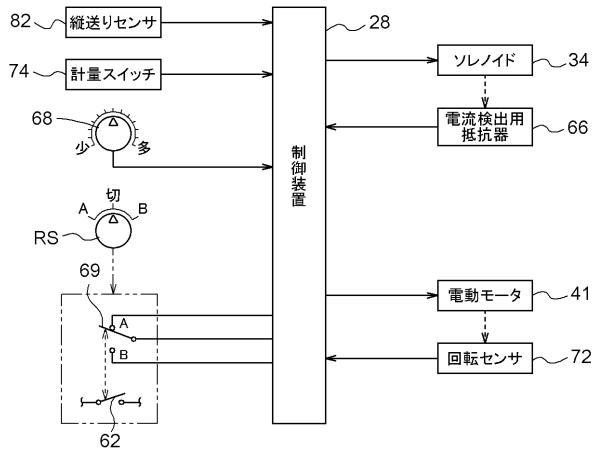 82
縦送りセンサ
74
計量スイッチ
68
少
多
切
A
B
RS
69
A
B
62
制御装置
28
ソレノイド
34
電流検出用
抵抗器
66
電動モータ
41
回転センサ
72